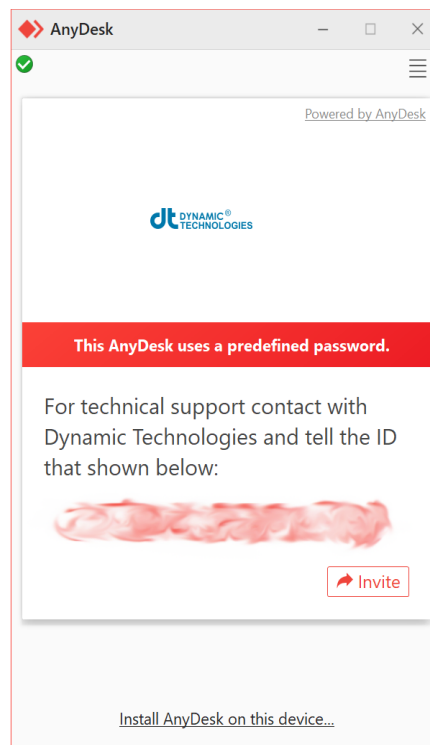 AnyDesk
Powered by AnyDesk
dt DYNAMIC®
TECHNOLOGIES
This AnyDesk uses a predefined password.
For technical support contact with
Dynamic Technologies and tell the ID
that shown below:
Invite
Install AnyDesk on this device...